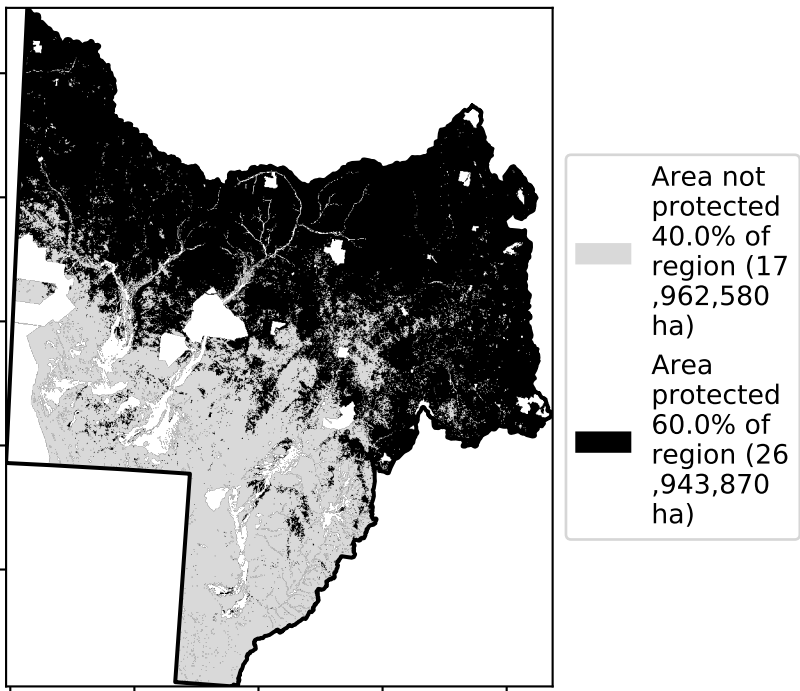 Area not
protected
40.0% of
region (17
,962,580
ha)
Area
protected
60.0% of
region (26
,943,870
ha)